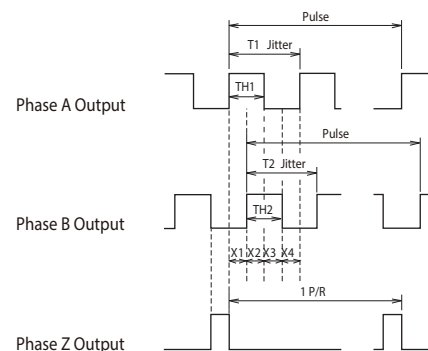 Pulse
T1 Jitter
TH1
Phase A Output
Pulse
T2 Jitter
Phase B Output
TH2
X1 X2 X3 X4
1 P/R
Phase Z Output